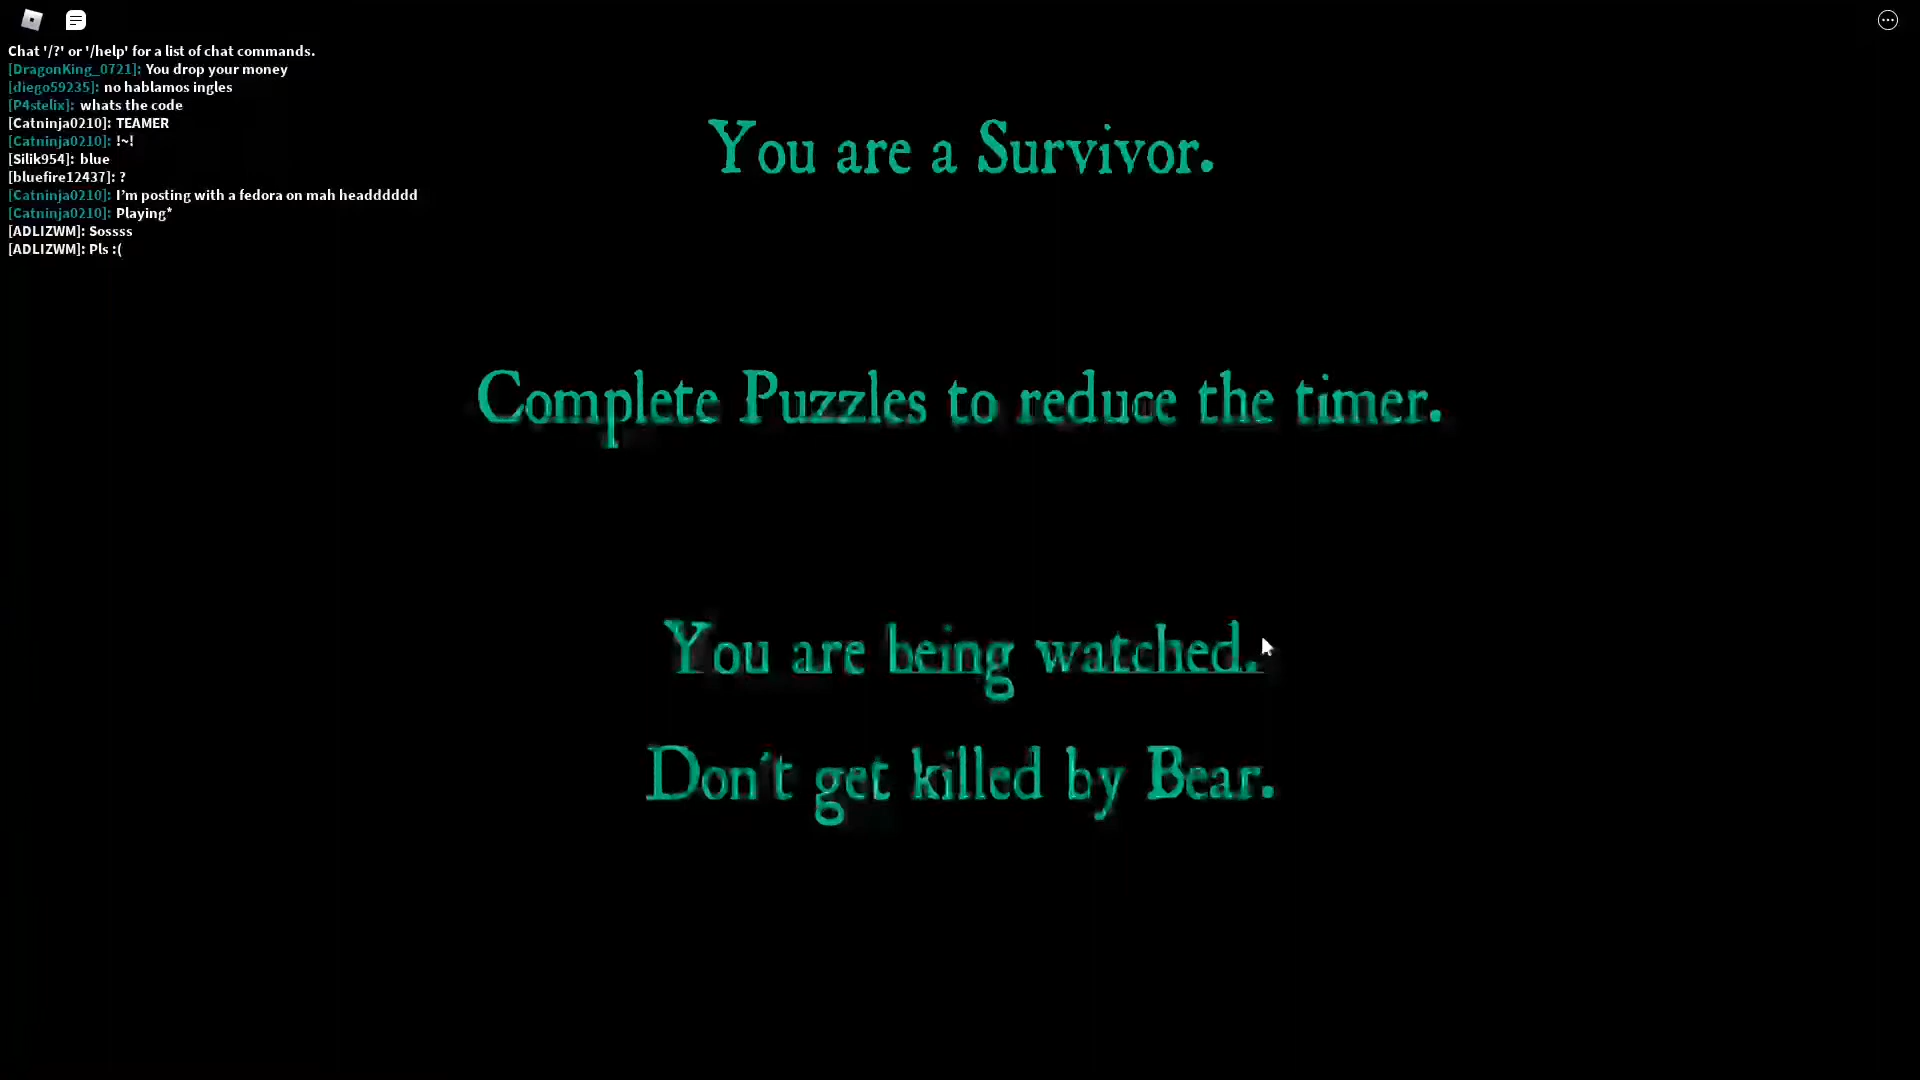 Chat '/?' or '/help' for a list of chat commands.
[DragonKing_0721]: You drop your money
[diego59235]: no hablamos ingles
[P4stelix]: whats the code
[Catninja0210]: TEAMER
[Catninja0210]: !~!
[Silik954]: blue
[bluefire12437]: ?
[Catninja0210]: I'm posting with a fedora on mah headddddd
[Catninja0210]: Playing*
[ADLIZWM]: Sossss
[ADLIZWM]: Pls :(
You are a Survivor.
Complete Puzzles to reduce the timer.
You are being watched.
Don't get killed by Bear.